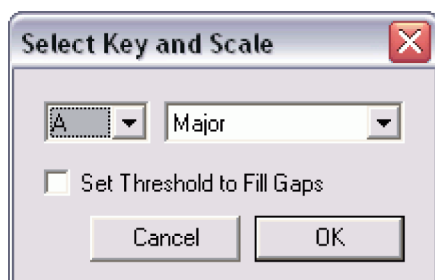 Select Key and Scale
A Major
Set Threshold to Fill Gaps
Cancel OK